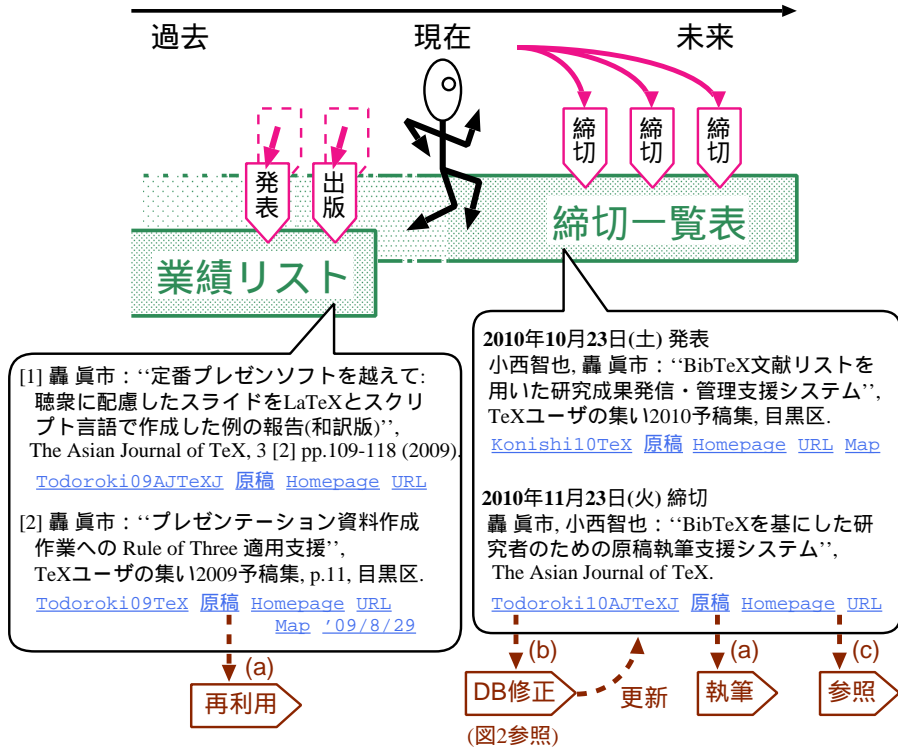 過去
現在
未来
締切
締切
締切
発表
出版
締切一覧表
業績リスト
[1] 轟 眞市：‘‘定番プレゼンソフトを越えて:
聴衆に配慮したスライドをLaTeXとスクリ
プト言語で作成した例の報告(和訳版)’’,
The Asian Journal of TeX, 3 [2] pp.109-118 (2009).
Todoroki09AJTeXJ 原稿 Homepage URL
[2] 轟 眞市：‘‘プレゼンテーション資料作成
作業への Rule of Three 適用支援’’,
TeXユーザの集い2009予稿集, p.11, 目黒区.
Todoroki09TeX 原稿 Homepage URL
Map ’09/8/29
(a)
再利用
2010年10月23日(土) 発表
小西智也, 轟 眞市：‘‘BibTeX文献リストを
用いた研究成果発信・管理支援システム’’,
TeXユーザの集い2010予稿集, 目黒区.
Konishi10TeX 原稿 Homepage URL Map
2010年11月23日(火) 締切
轟 眞市, 小西智也：‘‘BibTeXを基にした研
究者のための原稿執筆支援システム’’,
The Asian Journal of TeX.
Todoroki10AJTeXJ 原稿 Homepage URL
(b)
(a)
(c)
DB修正
更新
執筆
参照
(図2参照)